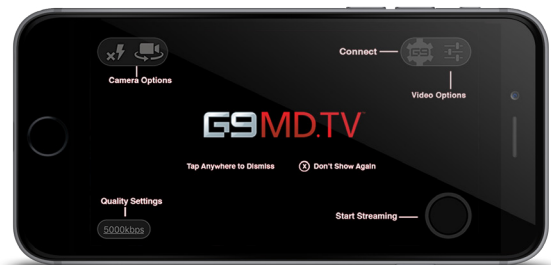 Camera Options
Connect
G9
Video Options
G9MD.TV
Tap Anywhere to Dismiss
X Don't Show Again
Quality Settings
5000kbps
Start Streaming